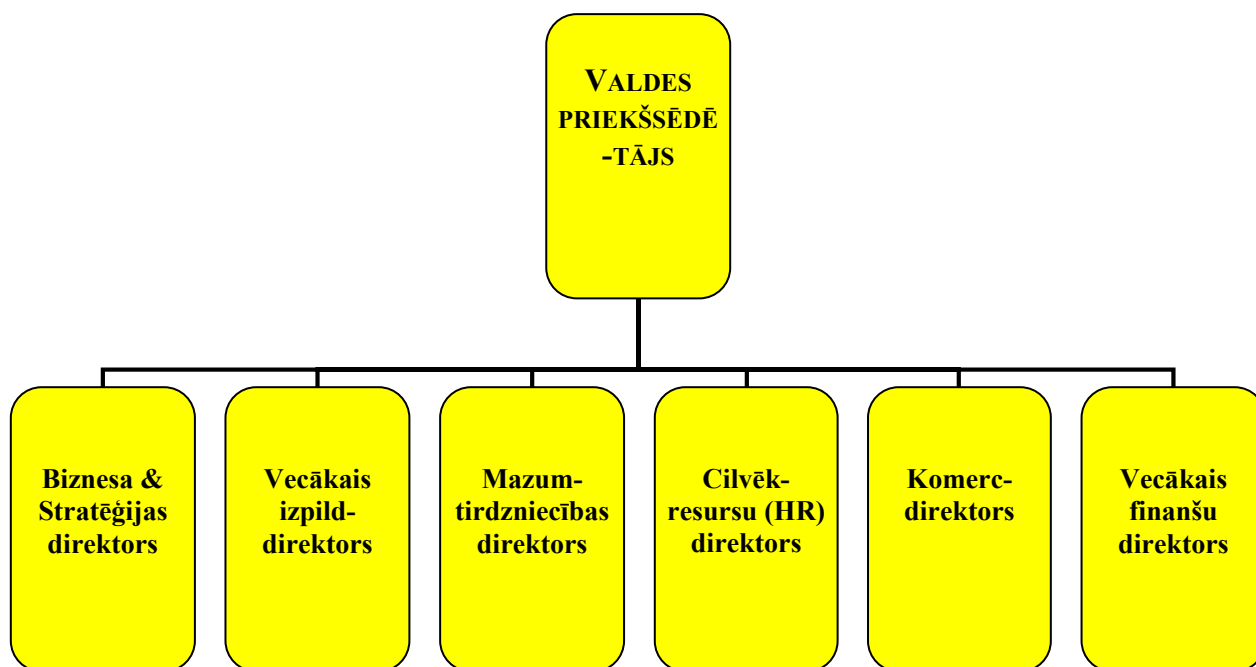 VALDES
PRIEKŠSĒDĒ
-TĀJS
Biznesa &
Stratēģijas
direktors
Vecākais
izpild-
direktors
Mazum-
tirdzniecības
direktors
Cilvēk-
resursu (HR)
direktors
Komerc-
direktors
Vecākais
finanšu
direktors